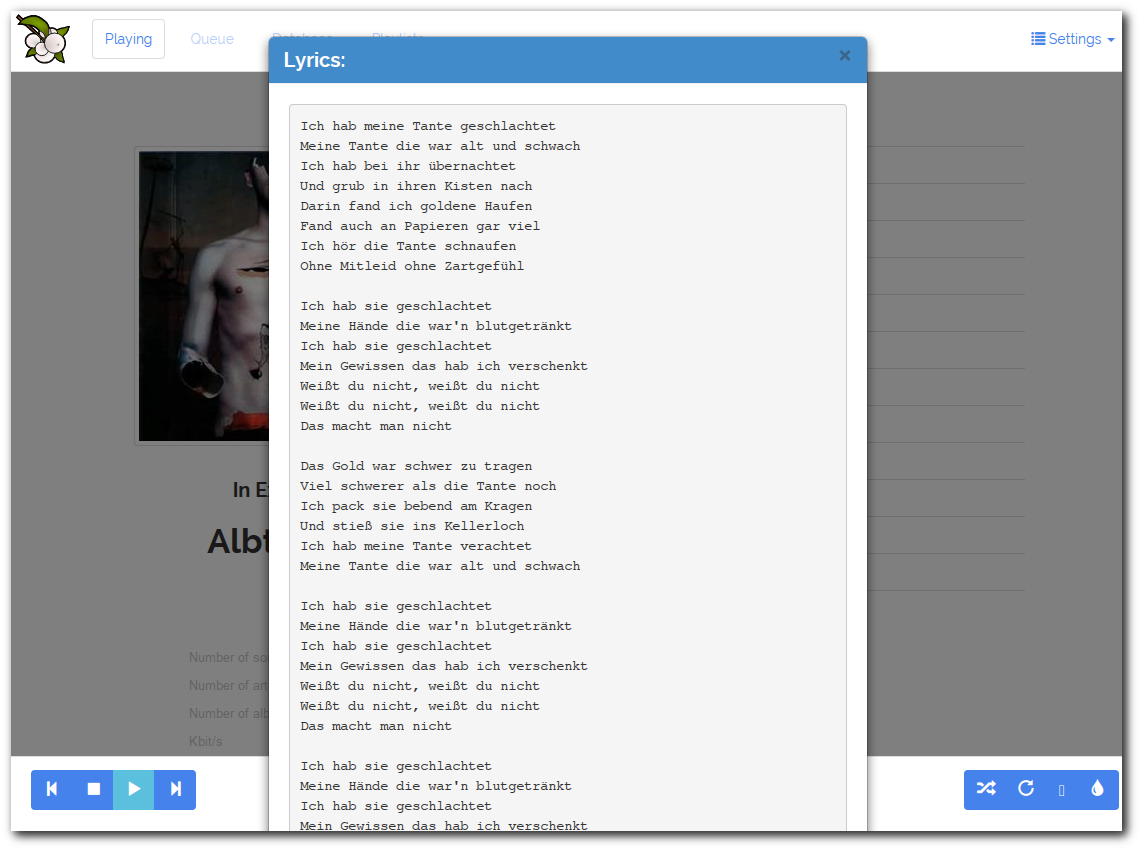 Playing
Queue
Database
Playlists
Settings
Lyrics:
×
Ich hab meine Tante geschlachtet
Meine Tante die war alt und schwach
Ich hab bei ihr übernachtet
Und grub in ihren Kisten nach
Darin fand ich goldene Haufen
Fand auch an Papieren gar viel
Ich hör die Tante schnaufen
Ohne Mitleid ohne Zartgefühl

Ich hab sie geschlachtet
Meine Hände die war'n blutgetränkt
Ich hab sie geschlachtet
Mein Gewissen das hab ich verschenkt
Weißt du nicht, weißt du nicht
Weißt du nicht, weißt du nicht
Das macht man nicht

Das Gold war schwer zu tragen
Viel schwerer als die Tante noch
Ich pack sie bebend am Kragen
Und stieß sie ins Kellerloch
Ich hab meine Tante verachtet
Meine Tante die war alt und schwach

Ich hab sie geschlachtet
Meine Hände die war'n blutgetränkt
Ich hab sie geschlachtet
Mein Gewissen das hab ich verschenkt
Weißt du nicht, weißt du nicht
Weißt du nicht, weißt du nicht
Das macht man nicht

Ich hab sie geschlachtet
Meine Hände die war'n blutgetränkt
Ich hab sie geschlachtet
Mein Gewissen das hab ich verschenkt
In Ex
Albt
Number of so
Number of art
Number of alb
Kbit/s